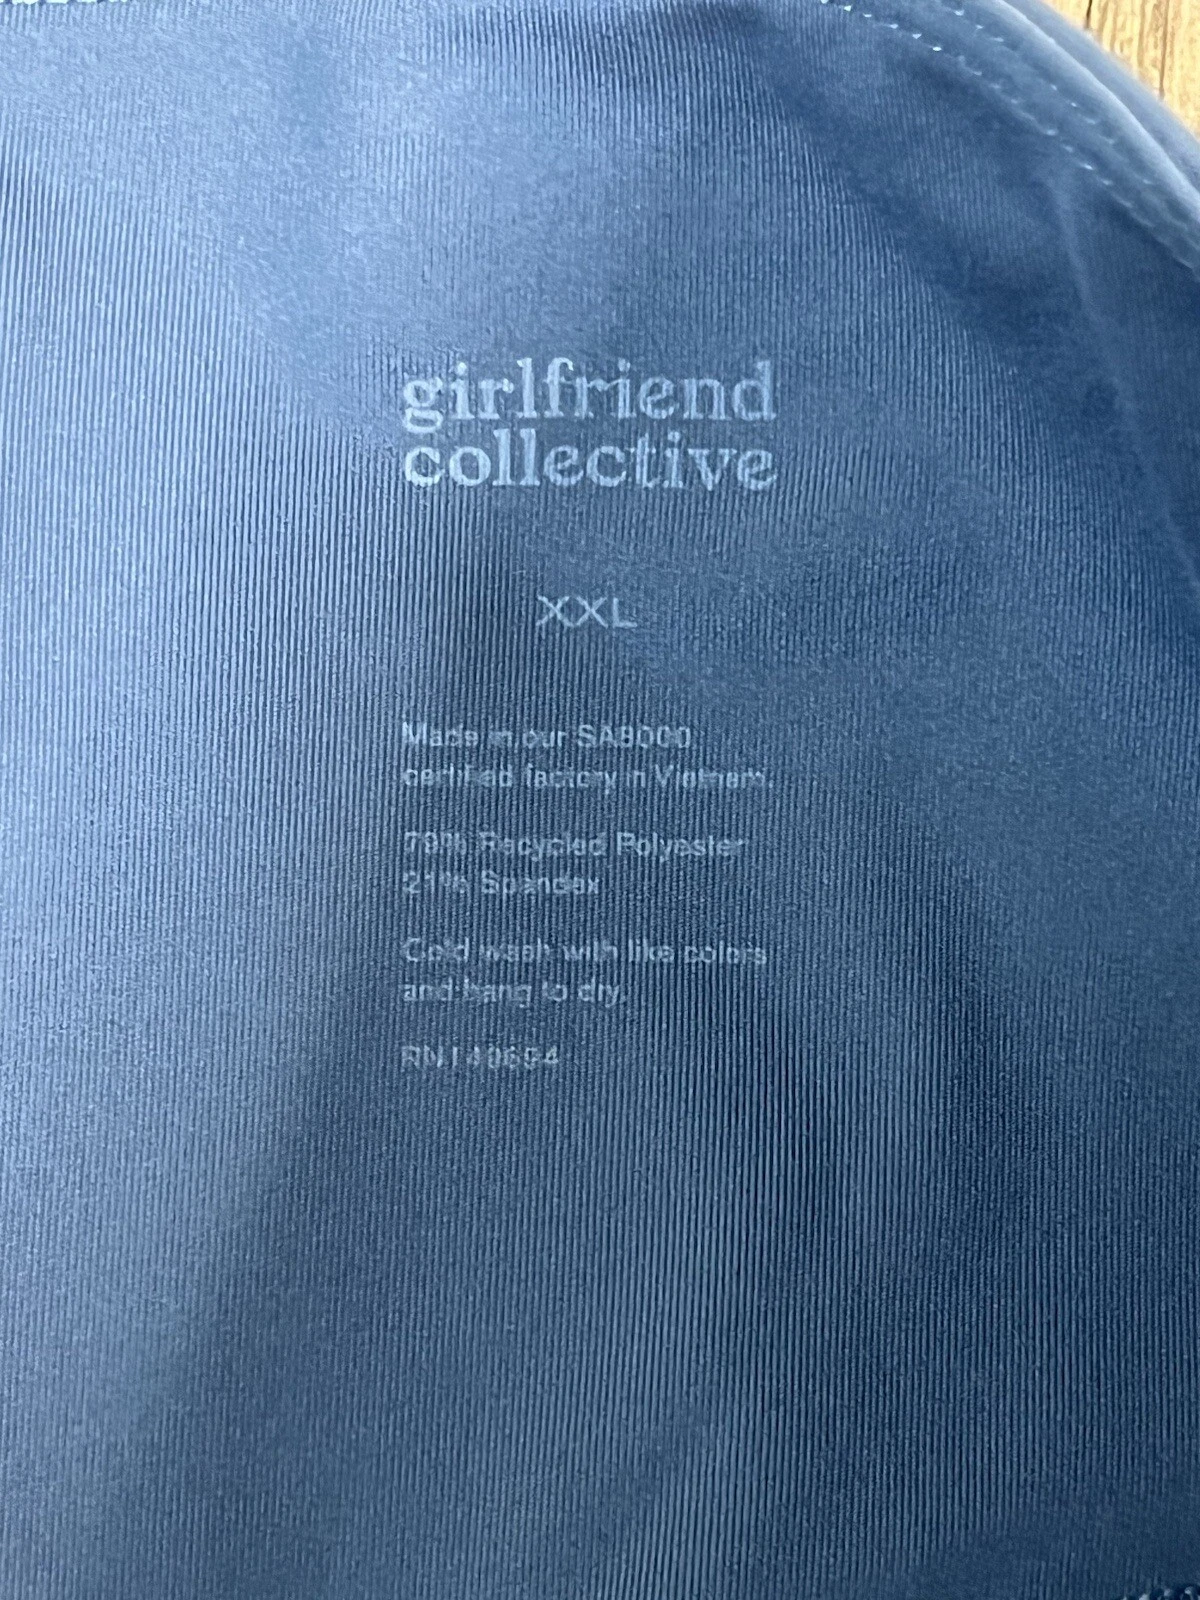 girlfriend
collective
XXL
Made in our SA8000
certified factory in Vietnam.
79% Recycled Polyester
21% Spandex
Cold wash with like colors
and hang to dry.
RN140694